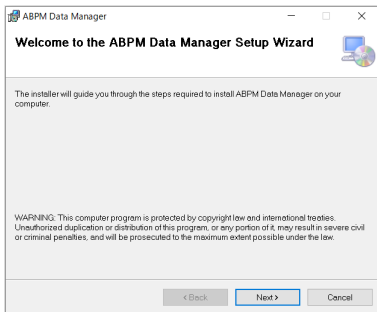 ABPM Data Manager
Welcome to the ABPM Data Manager Setup Wizard
The installer will guide you through the steps required to install ABPM Data Manager on your
computer.
WARNING: This computer program is protected by copyright law and international treaties.
Unauthorized duplication or distribution of this program, or any portion of it, may result in severe civil
or criminal penalties, and will be prosecuted to the maximum extent possible under the law.
< Back
Next >
Cancel